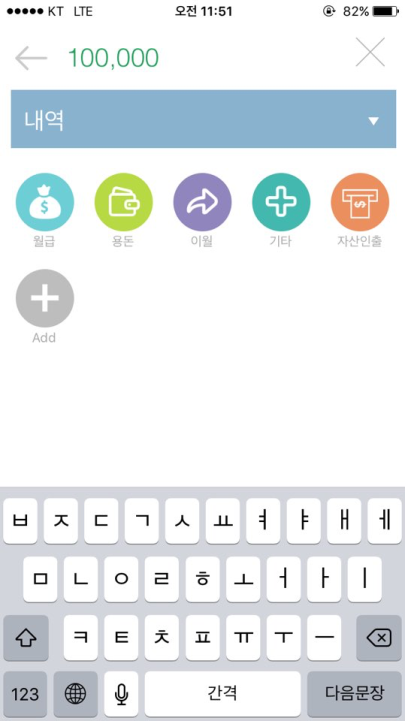 KT LTE 오전 11:51 82%
100,000
내역
월급 용돈 이월 기타 자산인출
Add
ㅂ ㅈ ㄷ ㄱ ㅅ ㅛ ㅕ ㅑ ㅐ ㅔ
ㅁ ㄴ ㅇ ㄹ ㅎ ㅗ ㅓ ㅏ ㅣ
ㅋ ㅌ ㅊ ㅍ ㅠ ㅜ ㅡ
123 간격 다음문장